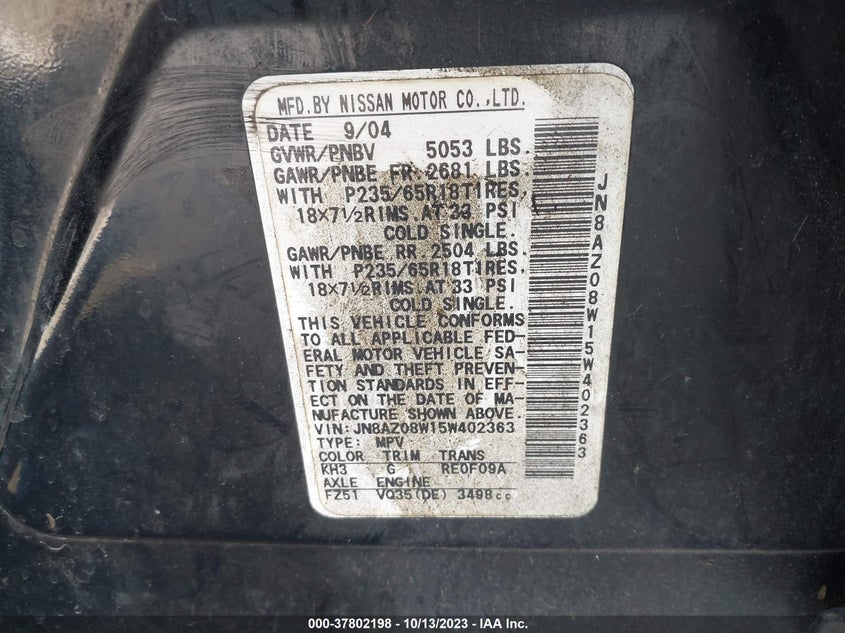 MFD.BY NISSAN MOTOR CO.,LTD.
DATE 9/04
GVWR/PNBV 5053 LBS.
GAWR/PNBE FR 2681 LBS.
WITH P235/65R18TIRES,
18X7½RIMS AT 33 PSI
COLD SINGLE.
GAWR/PNBE RR 2504 LBS.
WITH P235/65R18TIRES,
18X7½RIMS AT 33 PSI
COLD SINGLE.
THIS VEHICLE CONFORMS
TO ALL APPLICABLE FED-
ERAL MOTOR VEHICLE SA-
FETY AND THEFT PREVEN-
TION STANDARDS IN EFF-
ECT ON THE DATE OF MA-
NUFACTURE SHOWN ABOVE.
VIN:JN8AZ08W15W402363
TYPE: MPV
COLOR TRIM TRANS
KH3 G RE0F09A
AXLE ENGINE
FZ51 VQ35(DE) 3498cc
JN8AZ08W15W402363
000-37802198 - 10/13/2023 - IAA Inc.